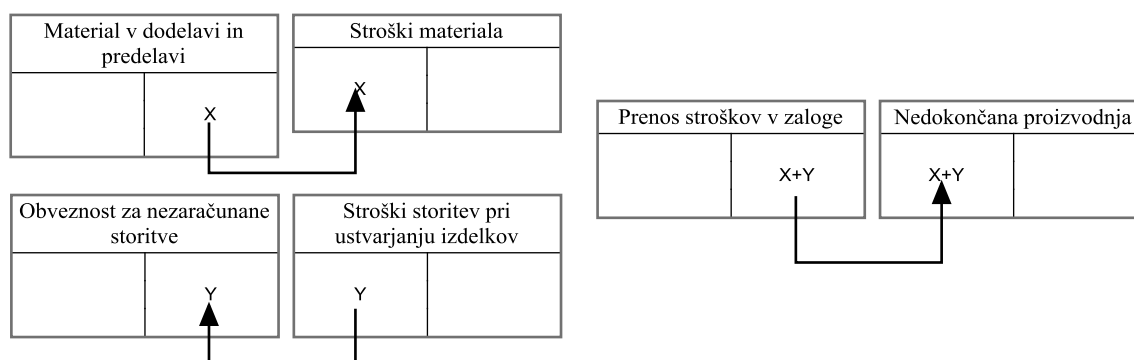 Material v dodelavi in
predelavi
X
Stroški materiala
X
Obveznost za nezaračunane
storitve
Y
Stroški storitev pri
ustvarjanju izdelkov
Y
Prenos stroškov v zaloge
X+Y
Nedokončana proizvodnja
X+Y